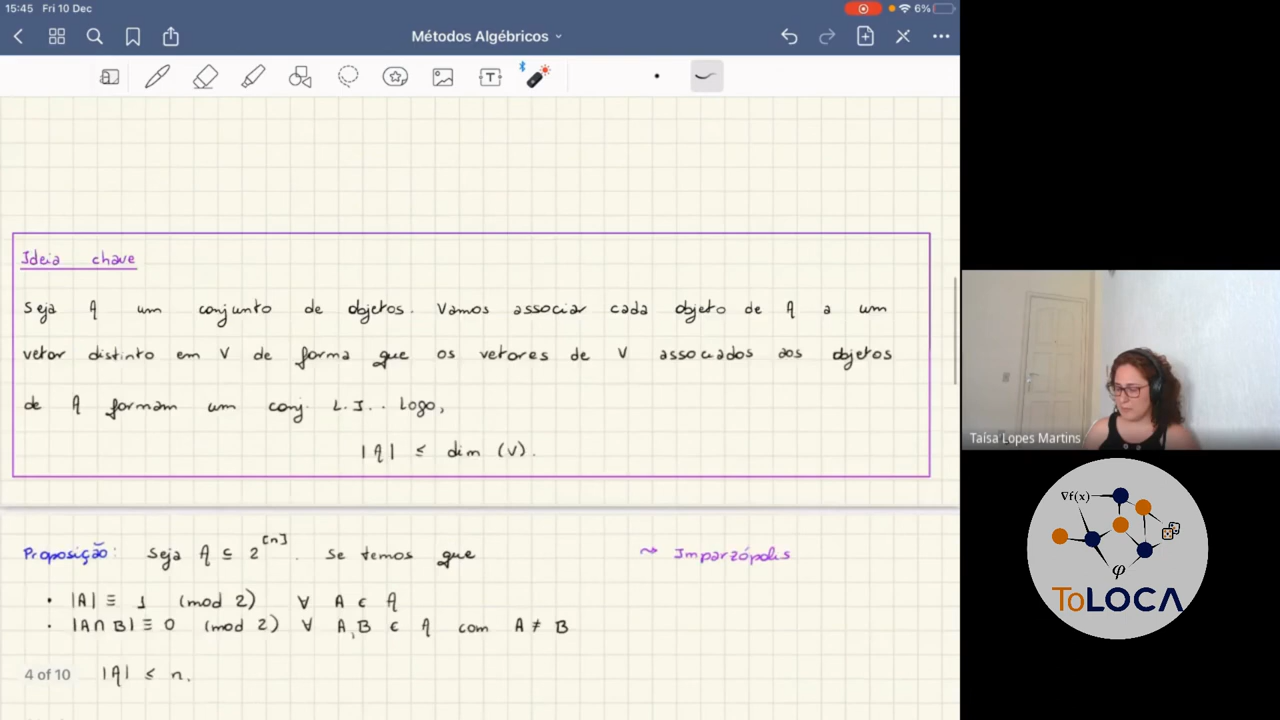 15:45 Fri 10 Dec
6%
Métodos Algébricos
T
Ideia chave
Seja A um conjunto de objetos. Vamos associar cada objeto de A a um
vetor distinto em V de forma que os vetores de V associados aos objetos
de A formam um conj. L.I.. Logo,
|A| ≤ dim (V).
Proposição: Seja A ⊆ 2^[n]. Se temos que
~> Imparzópolis
• |A| ≡ 1 (mod 2) ∀ A ∈ A
• |A∩B| ≡ 0 (mod 2) ∀ A,B ∈ A com A ≠ B
4 of 10
|A| ≤ n.
Taísa Lopes Martins
∇f(x)
φ
ToLOCA